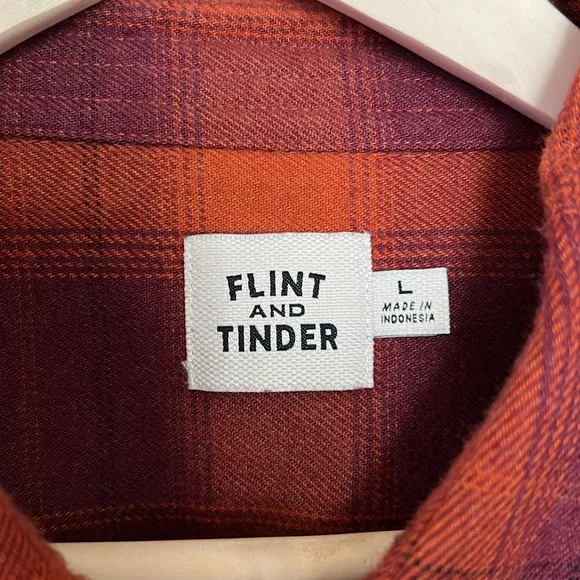 FLINT
AND
TINDER
L
MADE IN
INDONESIA